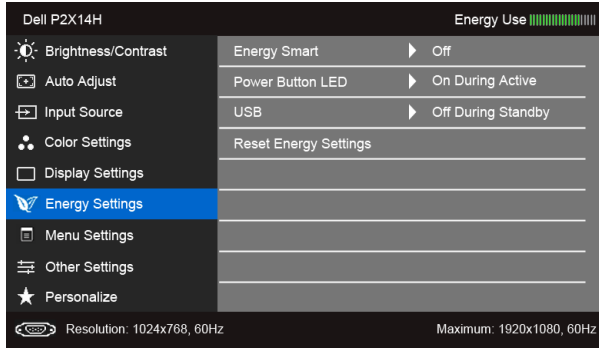 Dell P2X14H Energy Use
Brightness/Contrast Energy Smart Off
Auto Adjust Power Button LED On During Active
Input Source USB Off During Standby
Color Settings Reset Energy Settings
Display Settings
Energy Settings
Menu Settings
Other Settings
Personalize
Resolution: 1024x768, 60Hz Maximum: 1920x1080, 60Hz